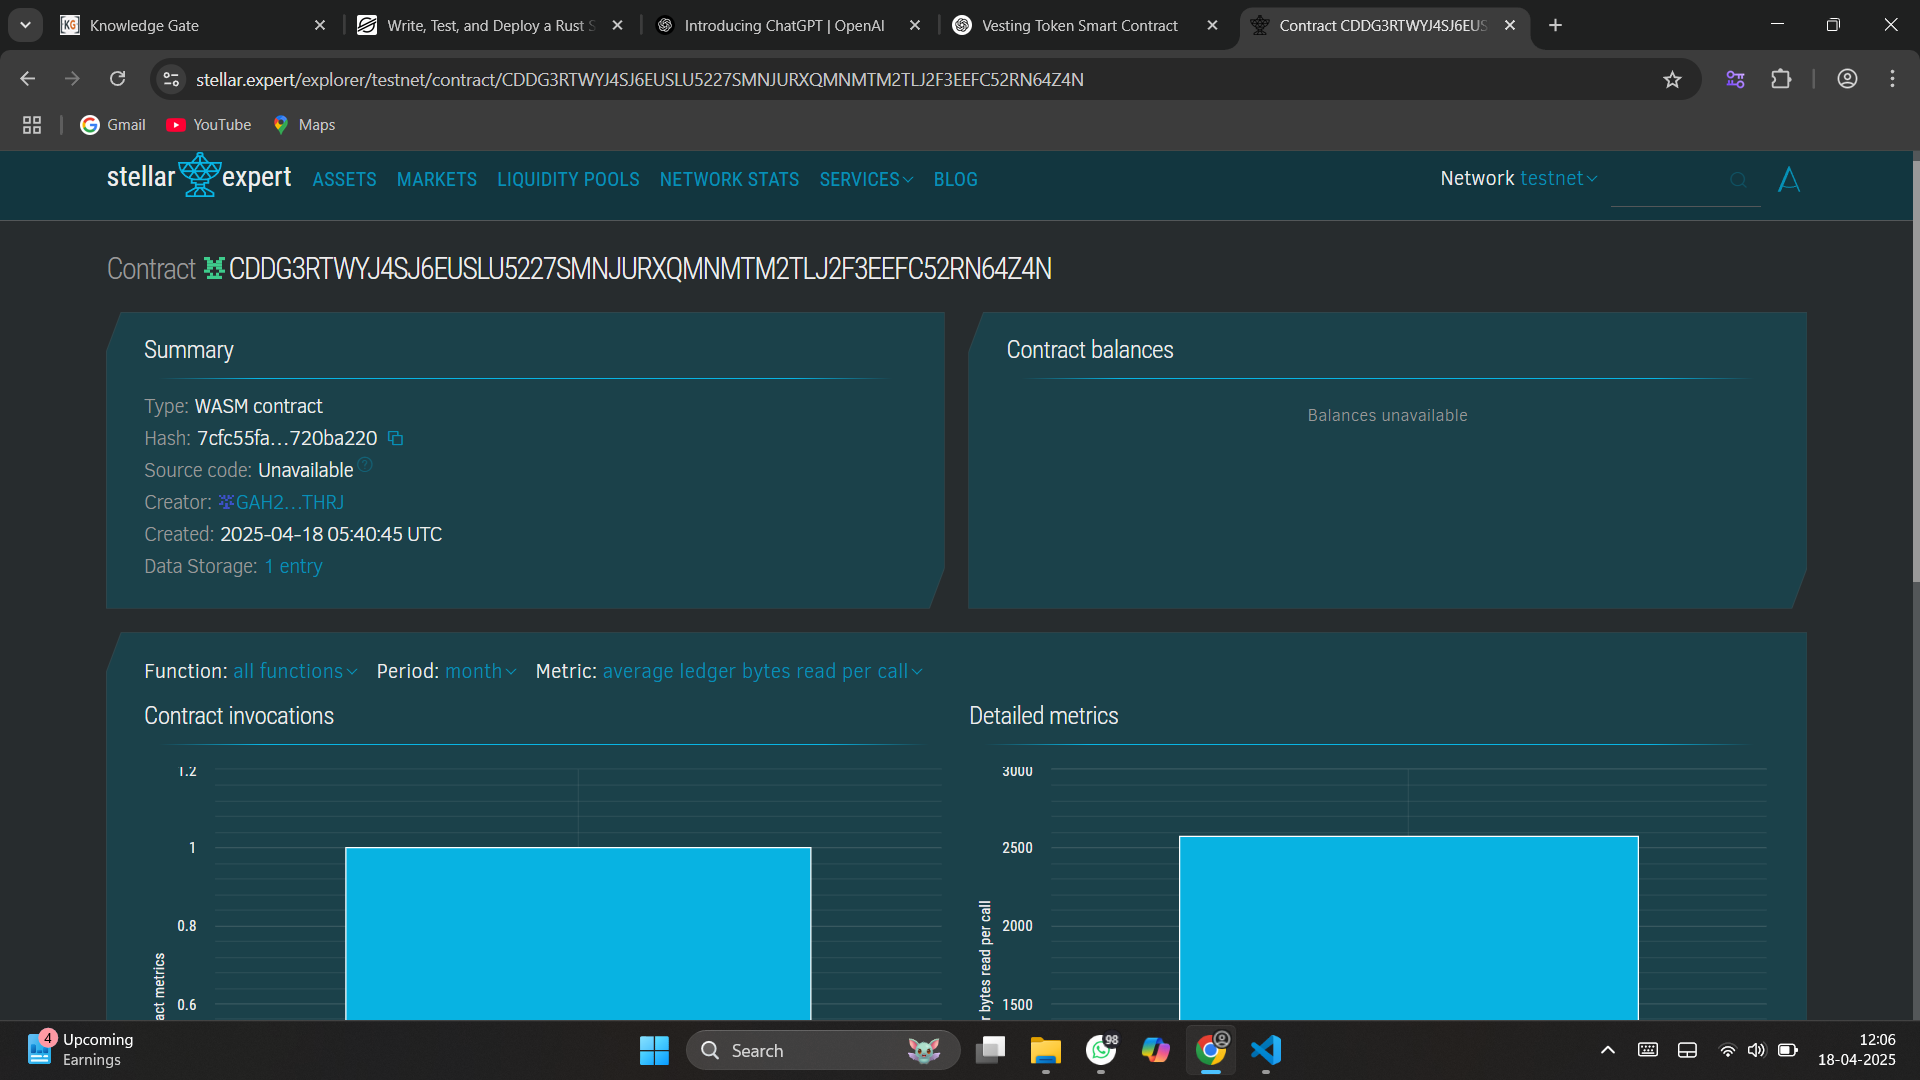 Knowledge Gate
Write, Test, and Deploy a Rust S
Introducing ChatGPT | OpenAI
Vesting Token Smart Contract
Contract CDDG3RTWYJ4SJ6EUS
stellar.expert/explorer/testnet/contract/CDDG3RTWYJ4SJ6EUSLU5227SMNJURXQMNMTM2TLJ2F3EEFC52RN64Z4N
Gmail
YouTube
Maps
stellar expert
ASSETS
MARKETS
LIQUIDITY POOLS
NETWORK STATS
SERVICES
BLOG
Network testnet
Contract CDDG3RTWYJ4SJ6EUSLU5227SMNJURXQMNMTM2TLJ2F3EEFC52RN64Z4N
Summary
Type: WASM contract
Hash: 7cfc55fa…720ba220
Source code: Unavailable
Creator: GAH2…THRJ
Created: 2025-04-18 05:40:45 UTC
Data Storage: 1 entry
Contract balances
Balances unavailable
Function: all functions
Period: month
Metric: average ledger bytes read per call
Contract invocations
1.2
1
0.8
0.6
act metrics
Detailed metrics
3000
2500
2000
1500
r bytes read per call
4
Upcoming
Earnings
Search
98
12:06
18-04-2025